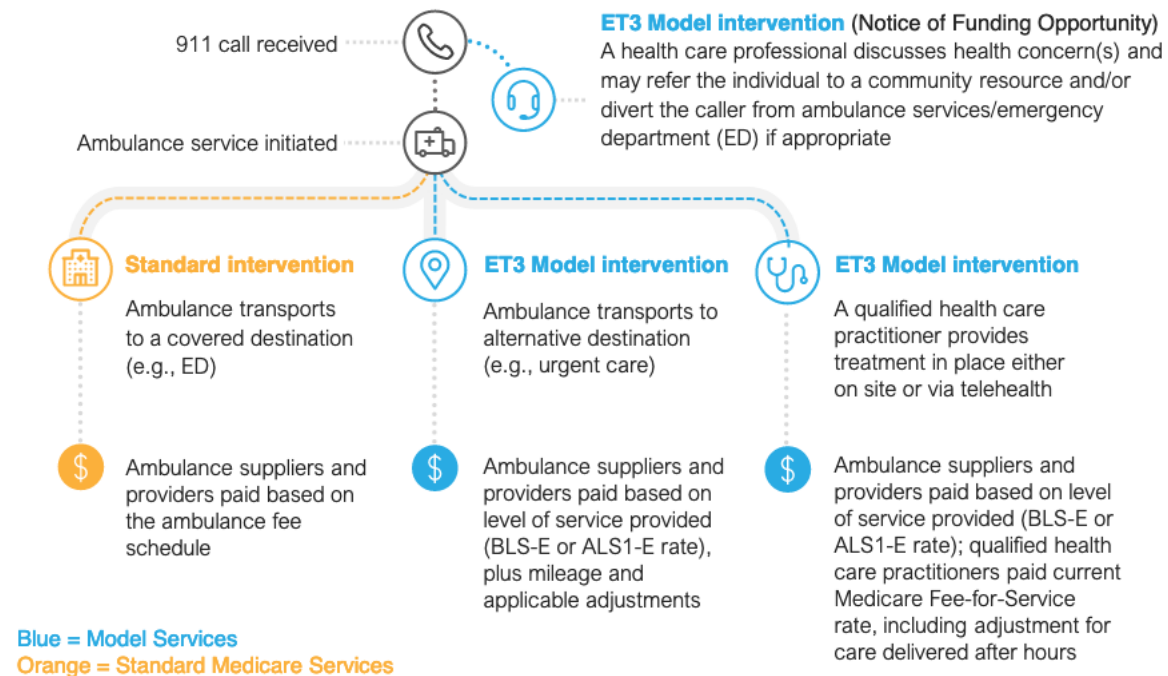 911 call received
ET3 Model intervention (Notice of Funding Opportunity)
A health care professional discusses health concern(s) and
may refer the individual to a community resource and/or
divert the caller from ambulance services/emergency
department (ED) if appropriate
Ambulance service initiated
Standard intervention
Ambulance transports
to a covered destination
(e.g., ED)
$
Ambulance suppliers and
providers paid based on
the ambulance fee
schedule
ET3 Model intervention
Ambulance transports to
alternative destination
(e.g., urgent care)
$
Ambulance suppliers and
providers paid based on
level of service provided
(BLS-E or ALS1-E rate),
plus mileage and
applicable adjustments
ET3 Model intervention
A qualified health care
practitioner provides
treatment in place either
on site or via telehealth
$
Ambulance suppliers and
providers paid based on level
of service provided (BLS-E or
ALS1-E rate); qualified health
care practitioners paid current
Medicare Fee-for-Service
rate, including adjustment for
care delivered after hours
Blue = Model Services
Orange = Standard Medicare Services